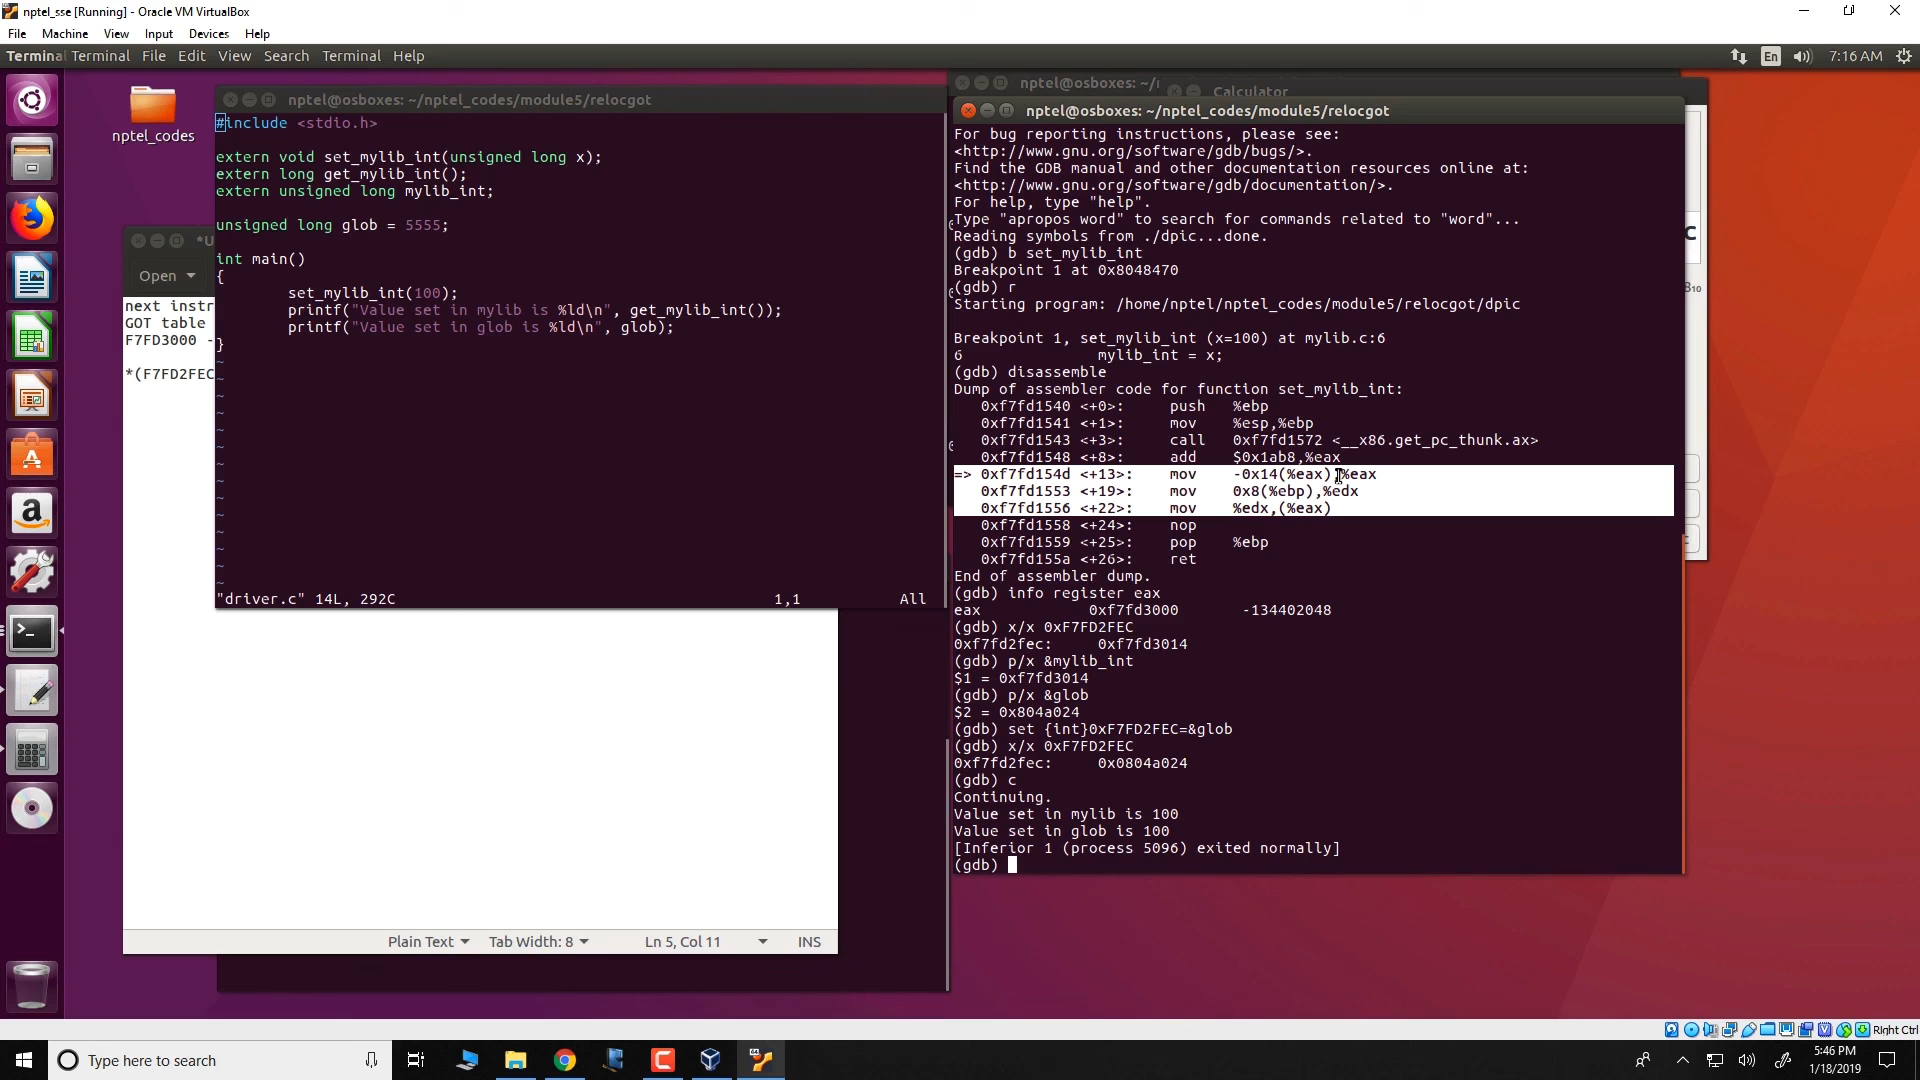 nptel_sse [Running] - Oracle VM VirtualBox
File Machine View Input Devices Help
Terminal Terminal File Edit View Search Terminal Help
En 7:16 AM
nptel_codes
nptel@osboxes: ~/nptel_codes/module5/relocgot
#include <stdio.h>
extern void set_mylib_int(unsigned long x);
extern long get_mylib_int();
extern unsigned long mylib_int;
unsigned long glob = 5555;
int main()
{
set_mylib_int(100);
printf("Value set in mylib is %ld\n", get_mylib_int());
printf("Value set in glob is %ld\n", glob);
}
~
~
~
~
~
~
~
~
~
~
~
~
~
~
"driver.c" 14L, 292C 1,1 All
*U
Open
next instr
GOT table
F7FD3000 -
*(F7FD2FEC
Plain Text Tab Width: 8 Ln 5, Col 11 INS
nptel@osboxes: ~/
Calculator
nptel@osboxes: ~/nptel_codes/module5/relocgot
For bug reporting instructions, please see:
<http://www.gnu.org/software/gdb/bugs/>.
Find the GDB manual and other documentation resources online at:
<http://www.gnu.org/software/gdb/documentation/>.
For help, type "help".
Type "apropos word" to search for commands related to "word"...
Reading symbols from ./dpic...done.
(gdb) b set_mylib_int
Breakpoint 1 at 0x8048470
(gdb) r
Starting program: /home/nptel/nptel_codes/module5/relocgot/dpic
Breakpoint 1, set_mylib_int (x=100) at mylib.c:6
6 mylib_int = x;
(gdb) disassemble
Dump of assembler code for function set_mylib_int:
0xf7fd1540 <+0>: push %ebp
0xf7fd1541 <+1>: mov %esp,%ebp
0xf7fd1543 <+3>: call 0xf7fd1572 <__x86.get_pc_thunk.ax>
0xf7fd1548 <+8>: add $0x1ab8,%eax
=> 0xf7fd154d <+13>: mov -0x14(%eax),%eax
0xf7fd1553 <+19>: mov 0x8(%ebp),%edx
0xf7fd1556 <+22>: mov %edx,(%eax)
0xf7fd1558 <+24>: nop
0xf7fd1559 <+25>: pop %ebp
0xf7fd155a <+26>: ret
End of assembler dump.
(gdb) info register eax
eax 0xf7fd3000 -134402048
(gdb) x/x 0xF7FD2FEC
0xf7fd2fec: 0xf7fd3014
(gdb) p/x &mylib_int
$1 = 0xf7fd3014
(gdb) p/x &glob
$2 = 0x804a024
(gdb) set {int}0xF7FD2FEC=&glob
(gdb) x/x 0xF7FD2FEC
0xf7fd2fec: 0x0804a024
(gdb) c
Continuing.
Value set in mylib is 100
Value set in glob is 100
[Inferior 1 (process 5096) exited normally]
(gdb)
Right Ctrl
Type here to search
5:46 PM
1/18/2019